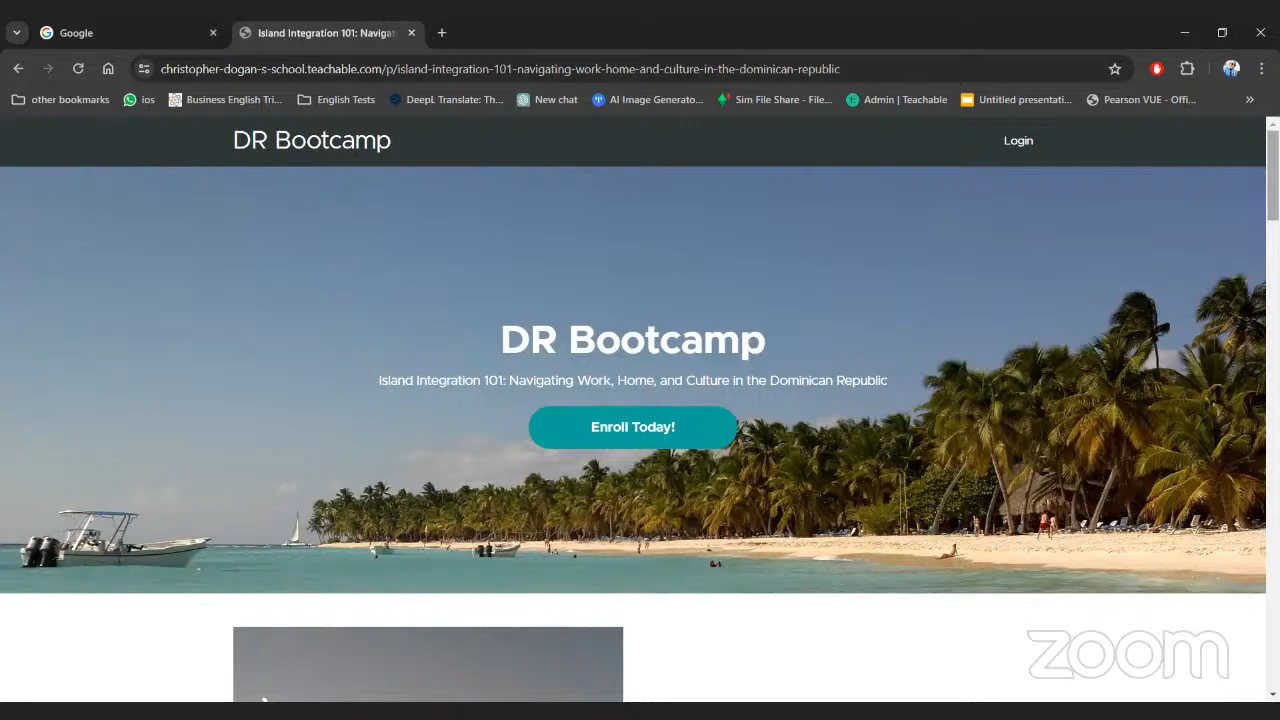 Google
Island Integration 101: Naviga
christopher-dogan-s-school.teachable.com/p/island-integration-101-navigating-work-home-and-culture-in-the-dominican-republic
other bookmarks
ios
Business English Tri...
English Tests
DeepL Translate: Th...
New chat
AI Image Generato...
Sim File Share - File...
Admin | Teachable
Untitled presentati...
Pearson VUE - Offi...
DR Bootcamp
Login
DR Bootcamp
Island Integration 101: Navigating Work, Home, and Culture in the Dominican Republic
Enroll Today!
zoom